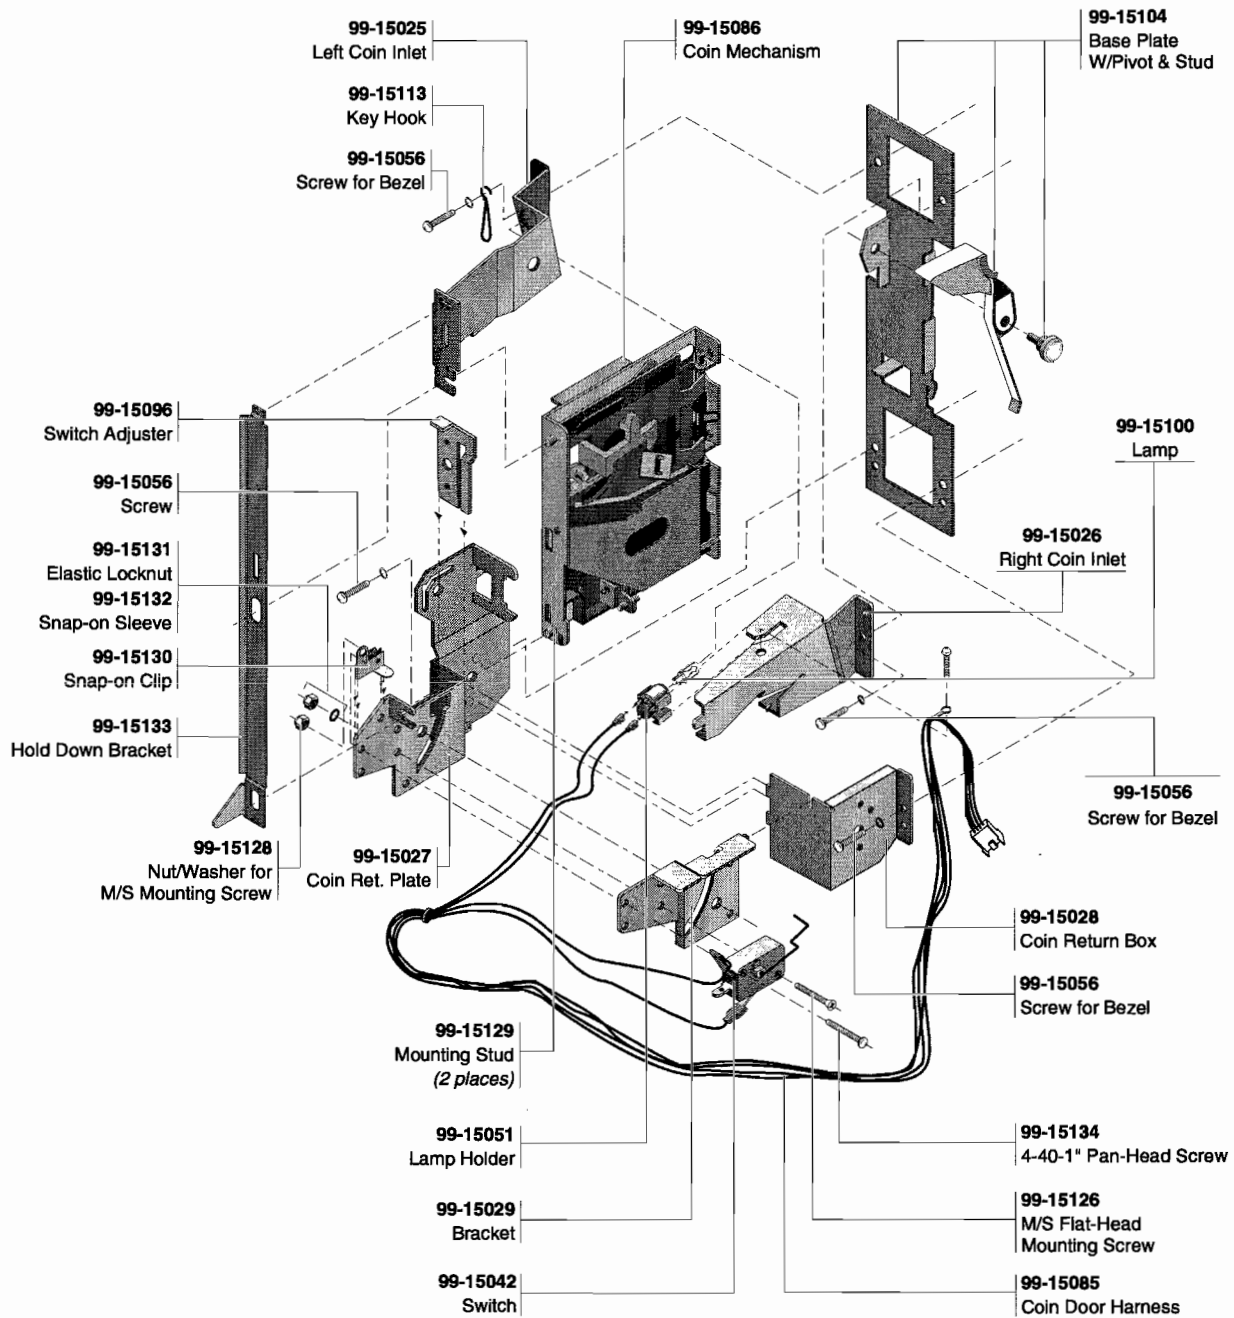 99-15025
Left Coin Inlet
99-15113
Key Hook
99-15056
Screw for Bezel
99-15086
Coin Mechanism
99-15104
Base Plate
W/Pivot & Stud
99-15096
Switch Adjuster
99-15056
Screw
99-15131
Elastic Locknut
99-15132
Snap-on Sleeve
99-15130
Snap-on Clip
99-15133
Hold Down Bracket
99-15100
Lamp
99-15026
Right Coin Inlet
99-15056
Screw for Bezel
99-15128
Nut/Washer for
M/S Mounting Screw
99-15027
Coin Ret. Plate
99-15028
Coin Return Box
99-15056
Screw for Bezel
99-15129
Mounting Stud
(2 places)
99-15051
Lamp Holder
99-15029
Bracket
99-15042
Switch
99-15134
4-40-1" Pan-Head Screw
99-15126
M/S Flat-Head
Mounting Screw
99-15085
Coin Door Harness